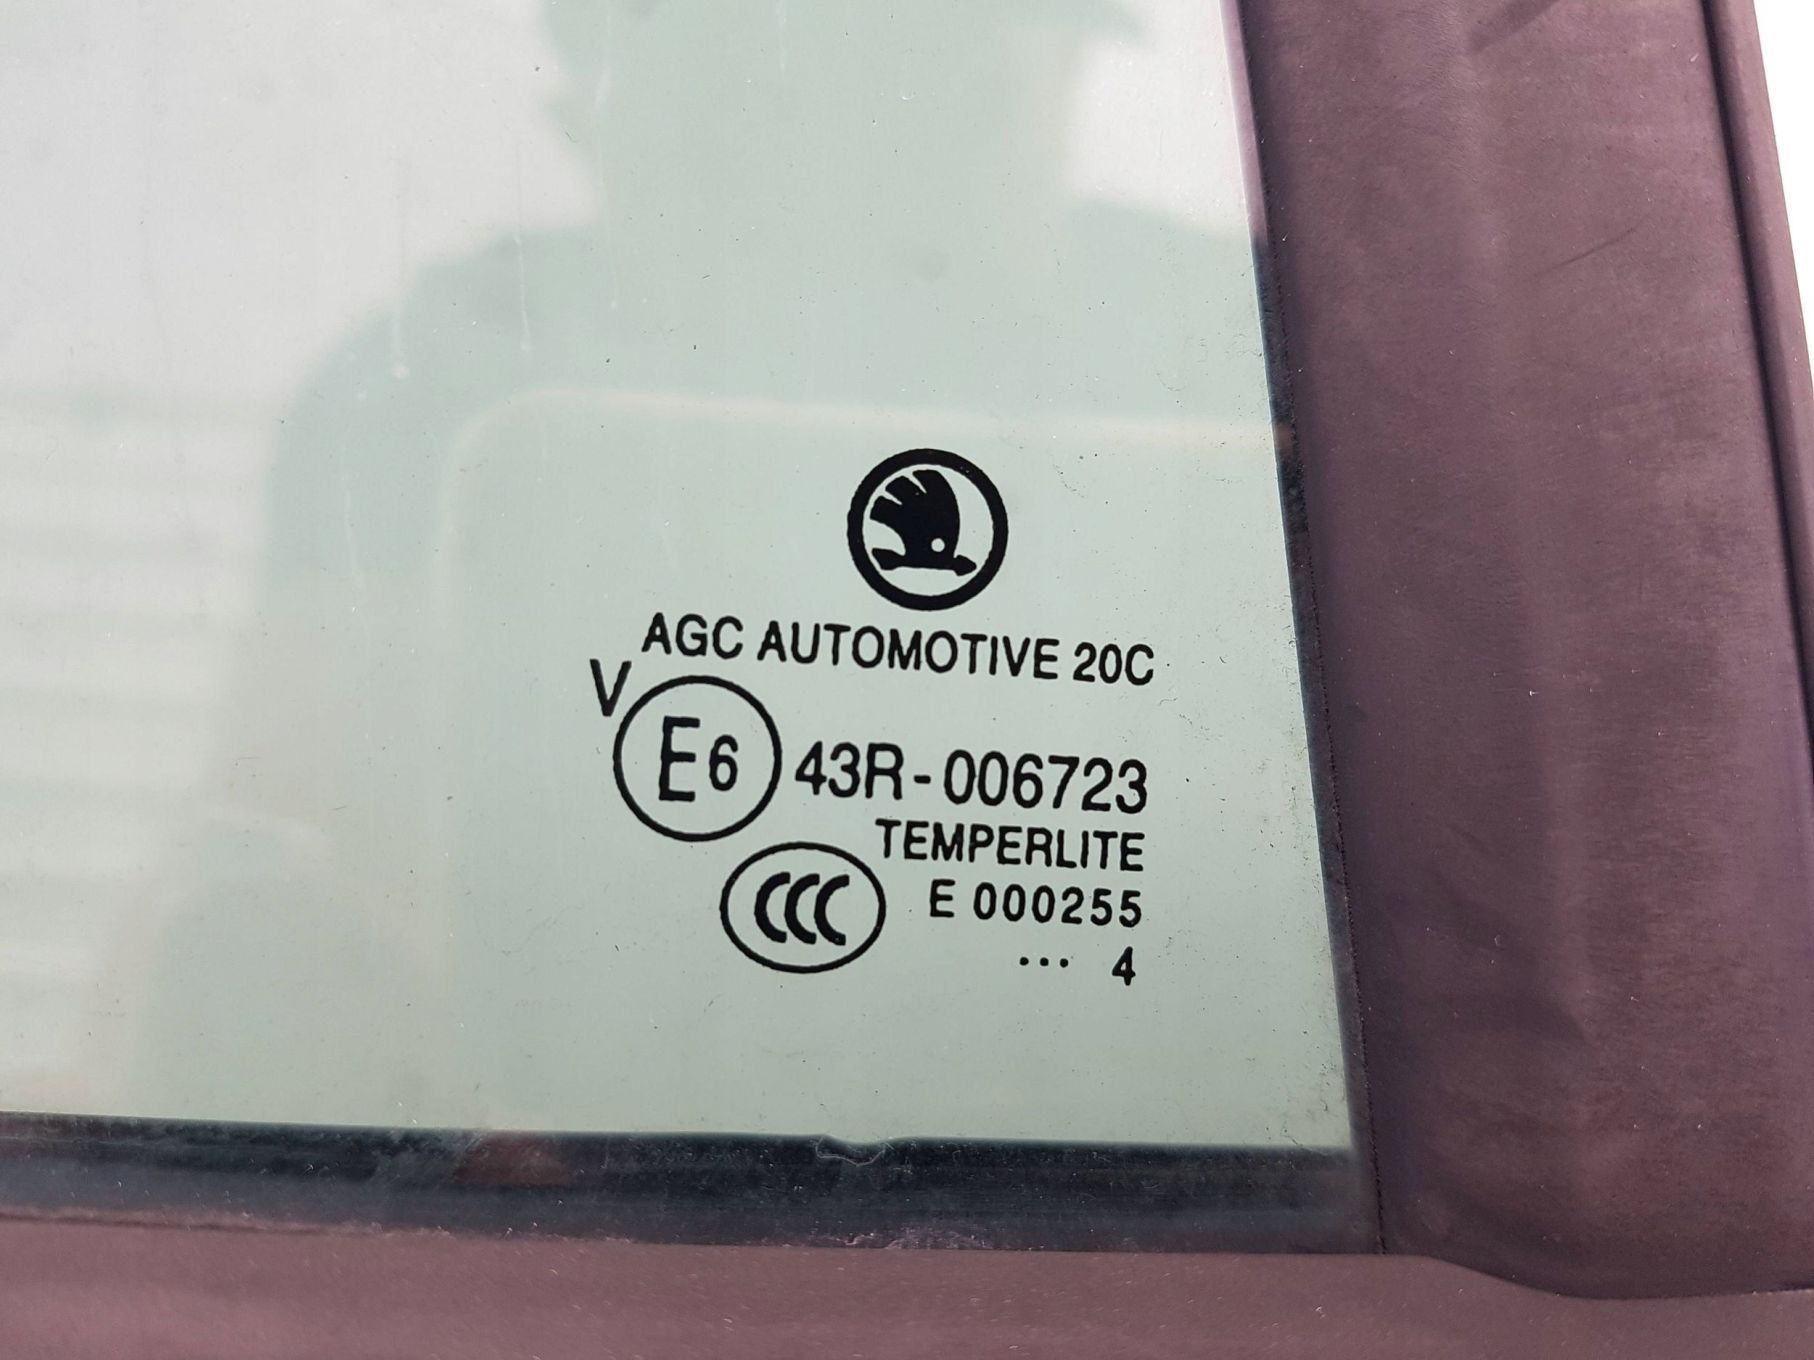 AGC AUTOMOTIVE 20C
V
E6 43R-006723
TEMPERLITE
CCC E 000255
... 4